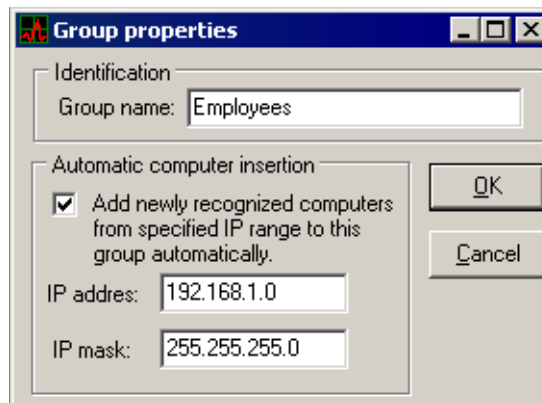 Group properties
Identification
Group name: Employees
Automatic computer insertion
Add newly recognized computers
from specified IP range to this
group automatically.
IP addres: 192.168.1.0
IP mask: 255.255.255.0
OK
Cancel